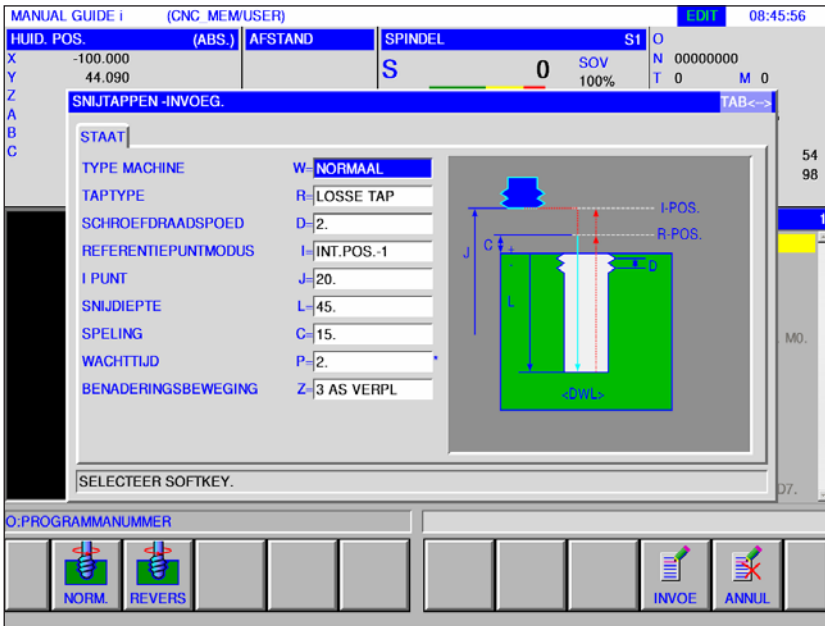 MANUAL GUIDE i (CNC_MEM/USER) EDIT 08:45:56
HUID. POS. (ABS.) AFSTAND SPINDEL S1 O
X -100.000 S 0 SOV N 00000000
Y 44.090 100% T 0 M 0
Z
A
B
C
54
98
SNIJTAPPEN -INVOEG. TAB<-->
STAAT
TYPE MACHINE W=NORMAAL
TAPTYPE R=LOSSE TAP
SCHROEFDRAADSPOED D=2.
REFERENTIEPUNTMODUS I=INT.POS.-1
I PUNT J=20.
SNIJDIEPTE L=45.
SPELING C=15.
WACHTTIJD P=2. *
BENADERINGSBEWEGING Z=3 AS VERPL
I-POS.
R-POS.
J C + -
D
L
<DWL>
1
M0.
D7.
SELECTEER SOFTKEY.
O:PROGRAMMANUMMER
NORM. REVERS INVOE ANNUL